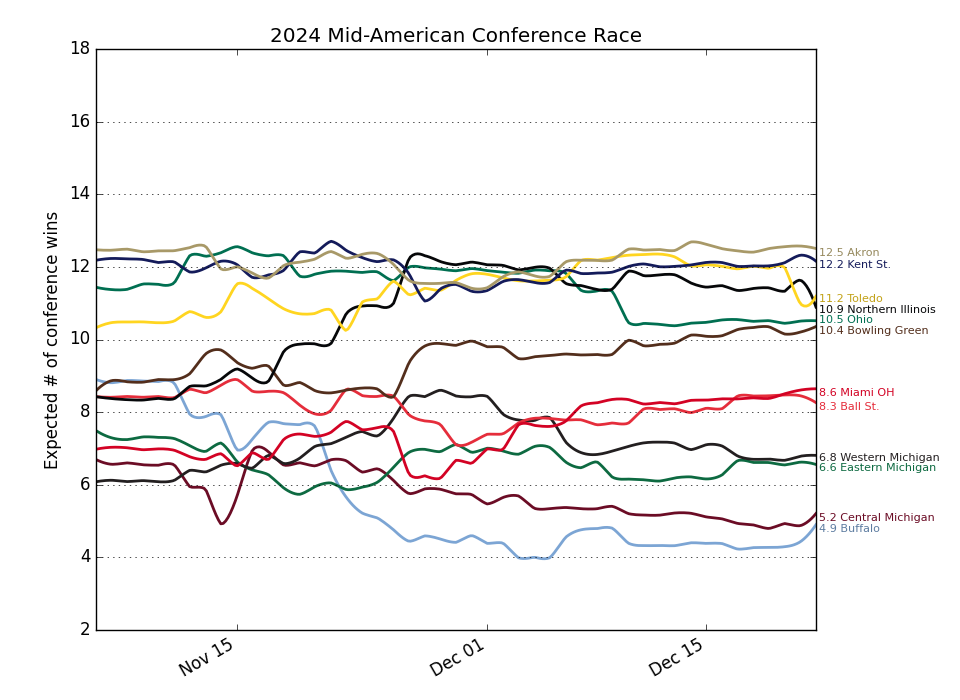 2024 Mid-American Conference Race
Expected # of conference wins
18
16
14
12
10
8
6
4
2
Nov 15
Dec 01
Dec 15
12.5 Akron
12.2 Kent St.
11.2 Toledo
10.9 Northern Illinois
10.5 Ohio
10.4 Bowling Green
8.6 Miami OH
8.3 Ball St.
6.8 Western Michigan
6.6 Eastern Michigan
5.2 Central Michigan
4.9 Buffalo